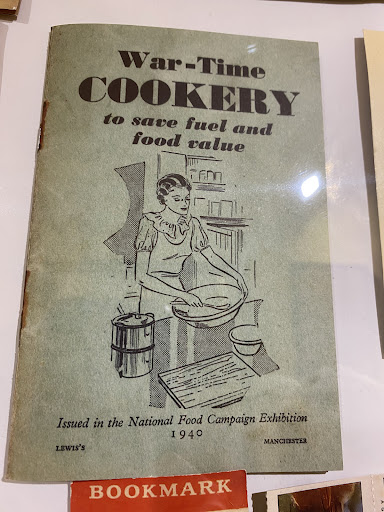 War-Time
COOKERY
to save fuel and
food value
Issued in the National Food Campaign Exhibition
1940
LEWIS'S MANCHESTER
BOOKMARK